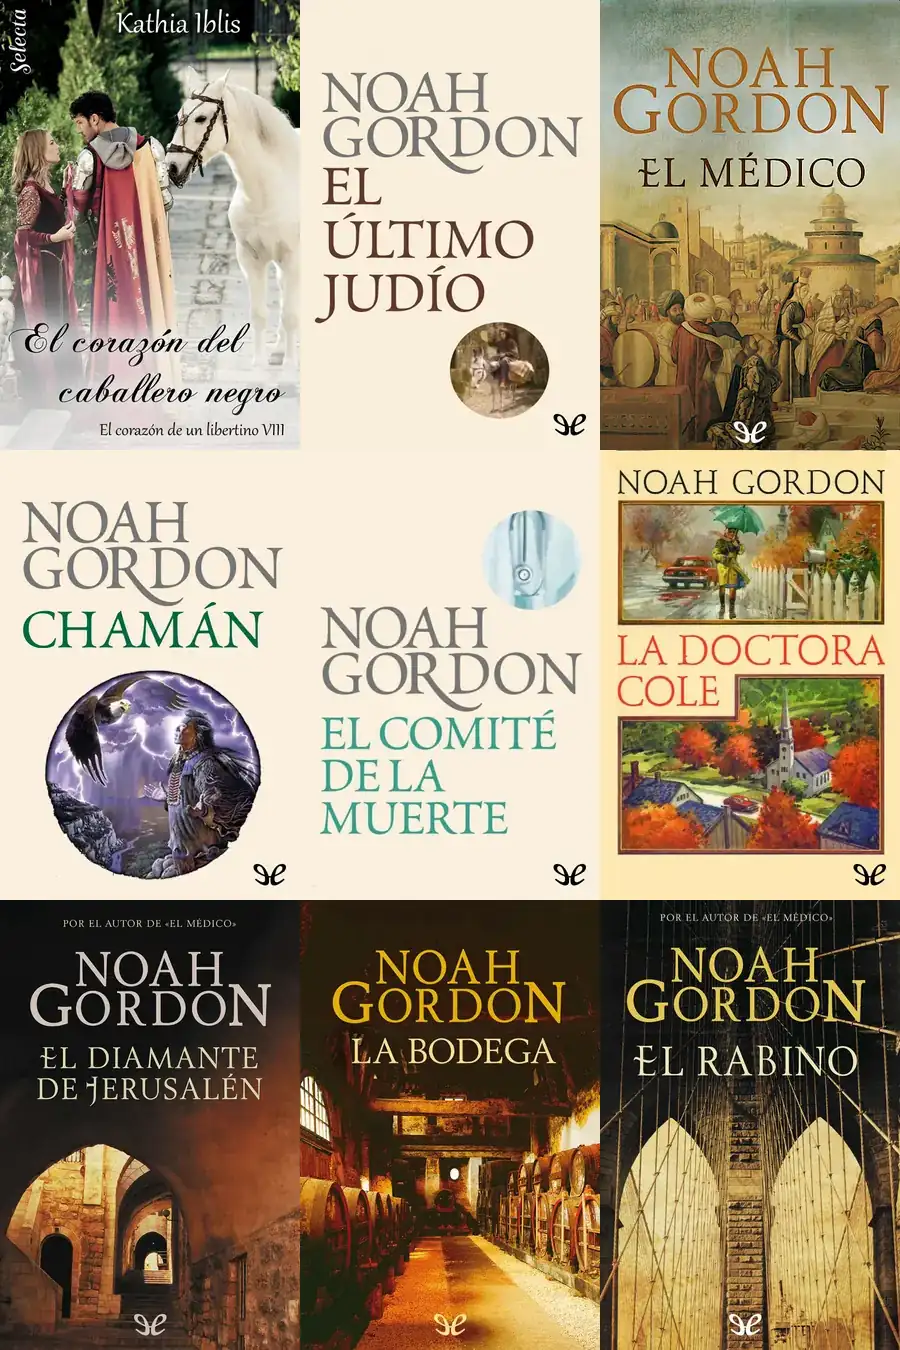 Selecta
Kathia Iblis
El corazón del
caballero negro
El corazón de un libertino VIII
NOAH
GORDON
EL
ÚLTIMO
JUDÍO
NOAH
GORDON
EL MÉDICO
NOAH
GORDON
CHAMÁN
NOAH
GORDON
EL COMITÉ
DE LA
MUERTE
NOAH GORDON
LA DOCTORA
COLE
POR EL AUTOR DE «EL MÉDICO»
NOAH
GORDON
EL DIAMANTE
DE JERUSALÉN
NOAH
GORDON
LA BODEGA
POR EL AUTOR DE «EL MÉDICO»
NOAH
GORDON
EL RABINO